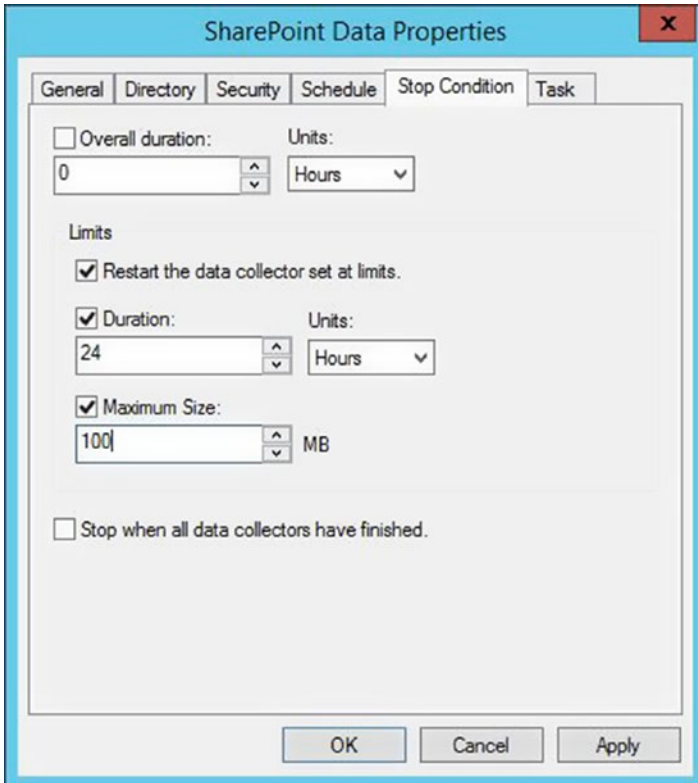 SharePoint Data Properties
x
General Directory Security Schedule Stop Condition Task
Overall duration: Units:
0 Hours
Limits
Restart the data collector set at limits.
Duration: Units:
24 Hours
Maximum Size:
100 MB
Stop when all data collectors have finished.
OK Cancel Apply